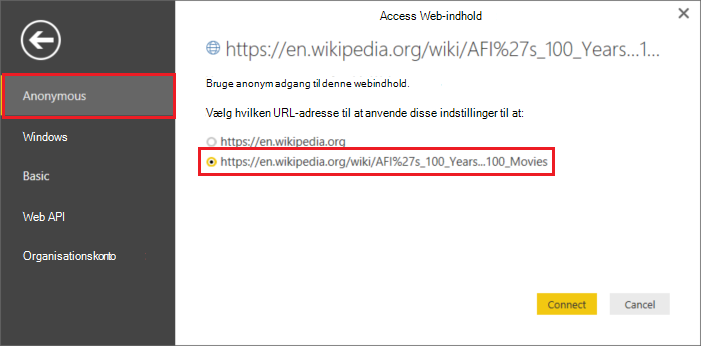 Access Web-indhold
https://en.wikipedia.org/wiki/AFI%27s_100_Years...1...
Bruge anonym adgang til denne webindhold.
Vælg hvilken URL-adresse til at anvende disse indstillinger til at:
https://en.wikipedia.org
https://en.wikipedia.org/wiki/AFI%27s_100_Years...100_Movies
Anonymous
Windows
Basic
Web API
Organisationskonto
Connect
Cancel